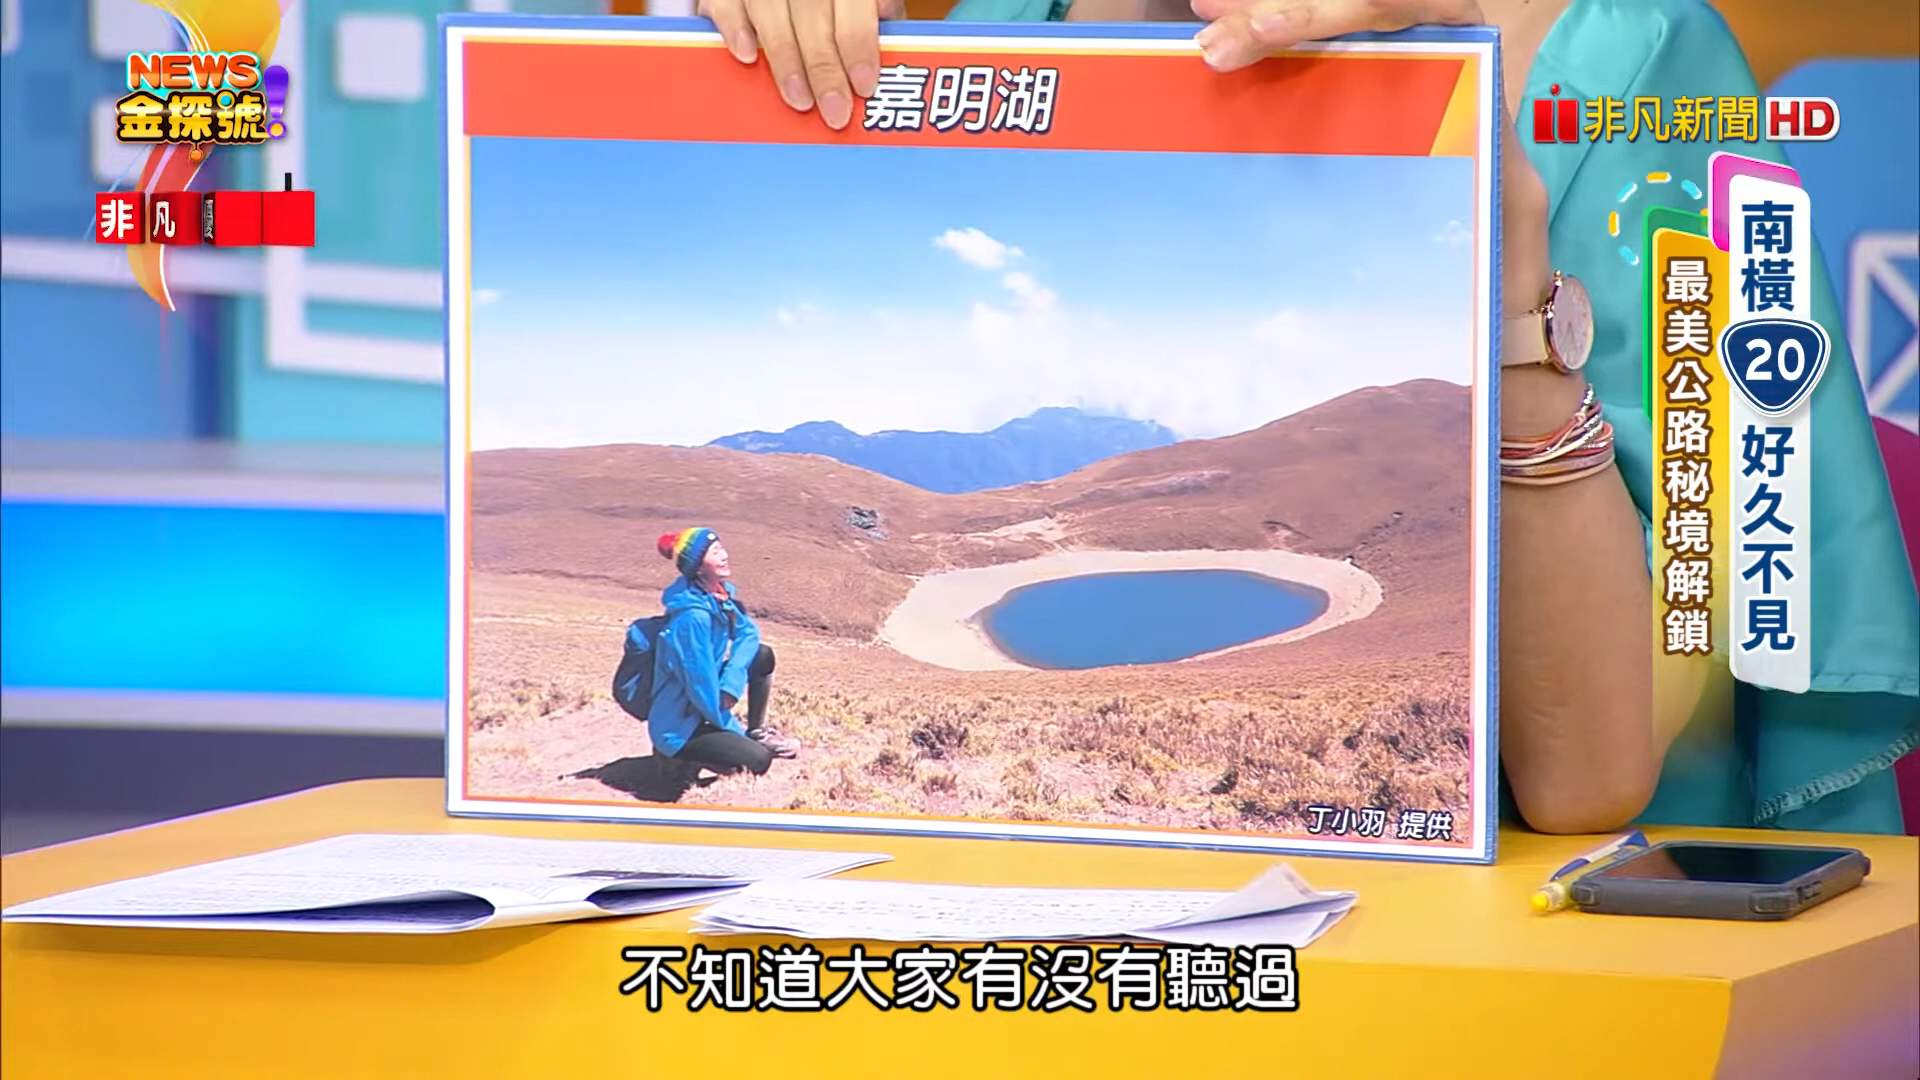 NEWS
金探號!
非凡
嘉明湖
非凡新聞HD
南橫20好久不見
最美公路秘境解鎖
丁小羽 提供
不知道大家有沒有聽過